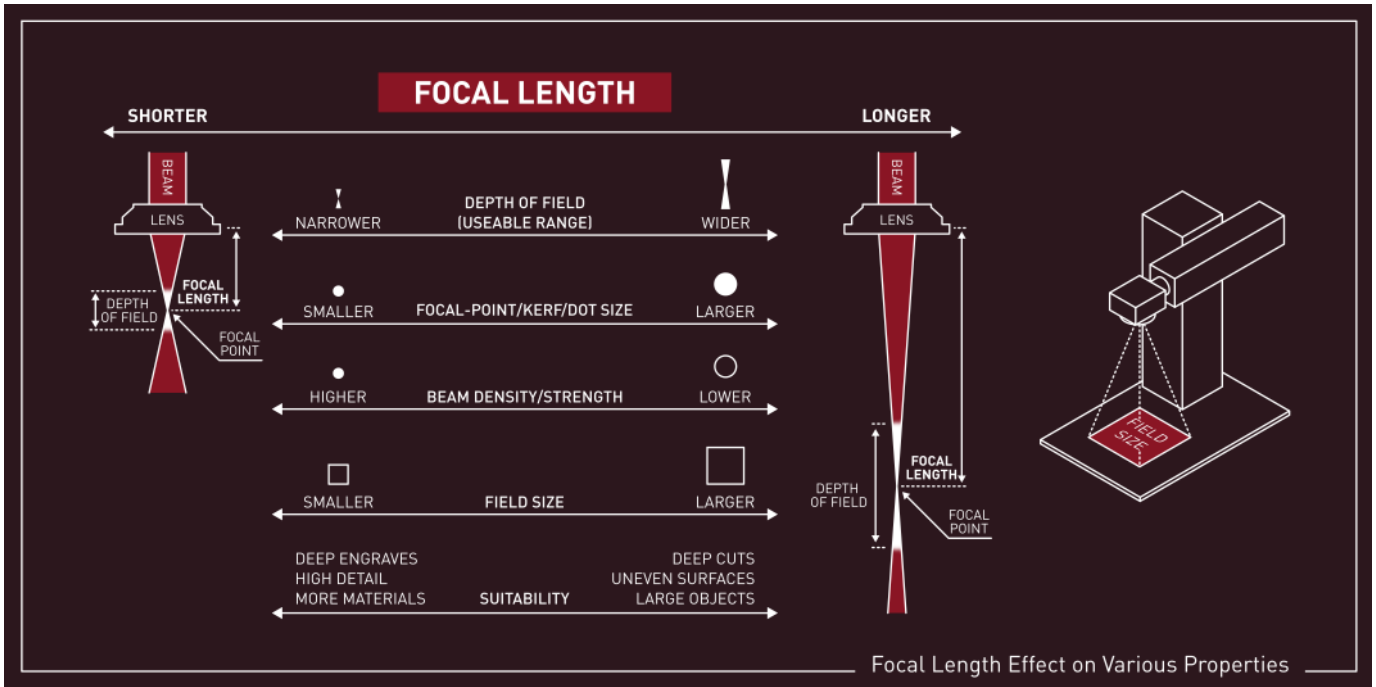 FOCAL LENGTH
SHORTER
LONGER
BEAM
LENS
FOCAL
LENGTH
DEPTH
OF FIELD
FOCAL
POINT
NARROWER
DEPTH OF FIELD
(USEABLE RANGE)
WIDER
SMALLER
FOCAL-POINT/KERF/DOT SIZE
LARGER
HIGHER
BEAM DENSITY/STRENGTH
LOWER
SMALLER
FIELD SIZE
LARGER
DEEP ENGRAVES
HIGH DETAIL
MORE MATERIALS
SUITABILITY
DEEP CUTS
UNEVEN SURFACES
LARGE OBJECTS
BEAM
LENS
FOCAL
LENGTH
DEPTH
OF FIELD
FOCAL
POINT
FIELD
SIZE
Focal Length Effect on Various Properties